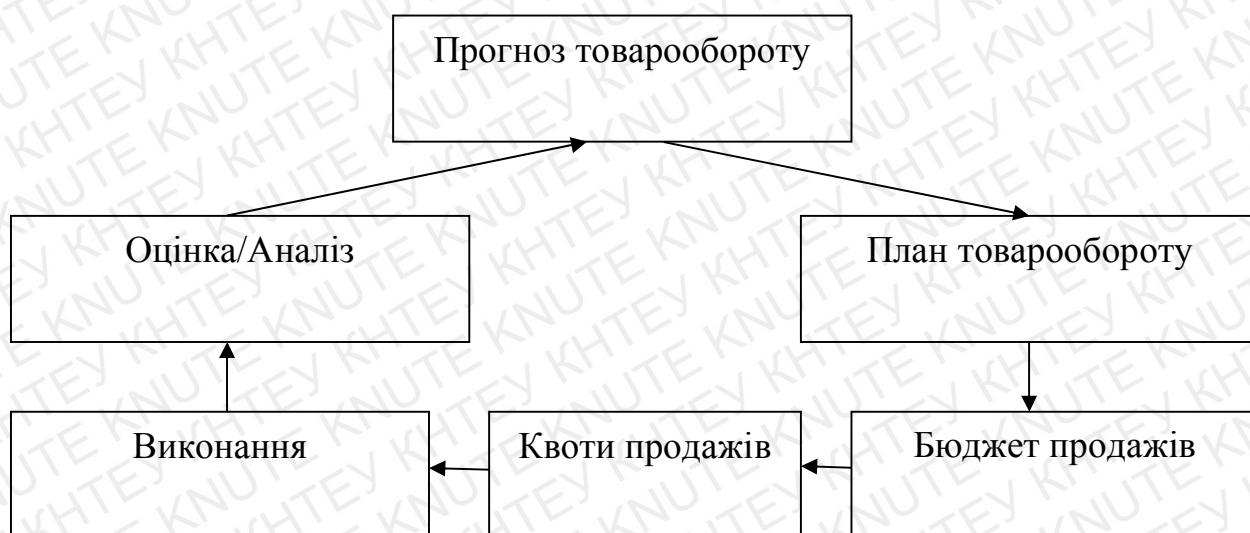 Прогноз товарообороту
Оцінка/Аналіз
План товарообороту
Виконання
Квоти продажів
Бюджет продажів